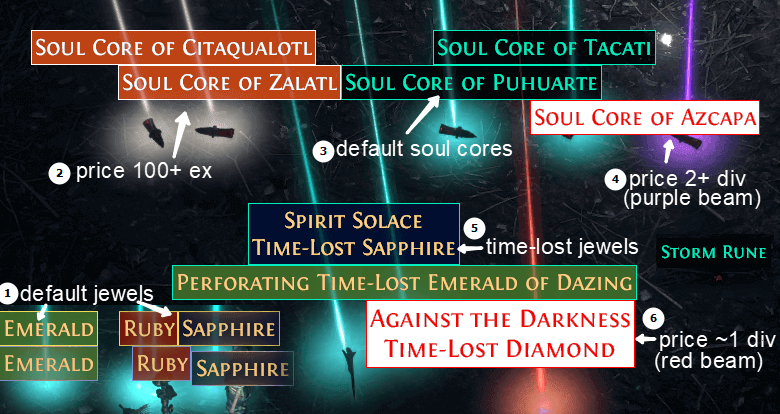 SOUL CORE OF CITAQUALOTL
SOUL CORE OF TACATI
SOUL CORE OF ZALATL
SOUL CORE OF PUHUARTE
SOUL CORE OF AZCAPA
2 price 100+ ex
3 default soul cores
4 price 2+ div
(purple beam)
SPIRIT SOLACE
TIME-LOST SAPPHIRE
5
time-lost jewels
STORM RUNE
PERFORATING TIME-LOST EMERALD OF DAZING
1 default jewels
EMERALD
RUBY
SAPPHIRE
EMERALD
RUBY
SAPPHIRE
AGAINST THE DARKNESS
TIME-LOST DIAMOND
6
price ~1 div
(red beam)